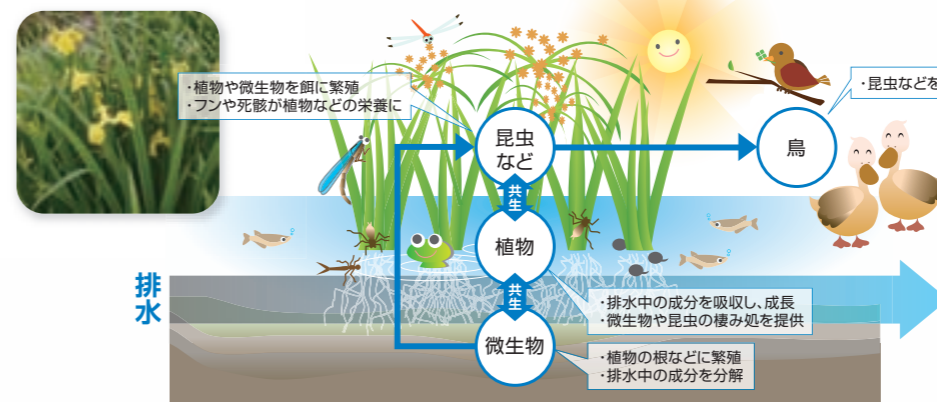 ・植物や微生物を餌に繁殖
・フンや死骸が植物などの栄養に
・昆虫などを
昆虫
など
鳥
共生
植物
排水
共生
・排水中の成分を吸収し、成長
・微生物や昆虫の棲み処を提供
微生物
・植物の根などに繁殖
・排水中の成分を分解